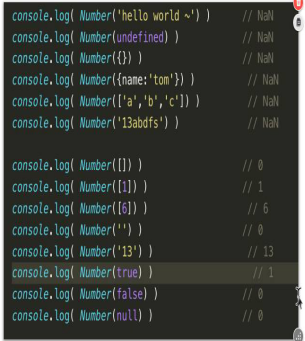 console.log( Number('hello world ~') ) // NaN
console.log( Number(undefined) ) // NaN
console.log( Number({}) ) // NaN
console.log( Number({name:'tom'}) ) // NaN
console.log( Number(['a','b','c']) ) // NaN
console.log( Number('13abdfs') ) // NaN
console.log( Number([]) ) // 0
console.log( Number([1]) ) // 1
console.log( Number([6]) ) // 6
console.log( Number('') ) // 0
console.log( Number('13') ) // 13
console.log( Number(true) ) // 1
console.log( Number(false) ) // 0
console.log( Number(null) ) // 0